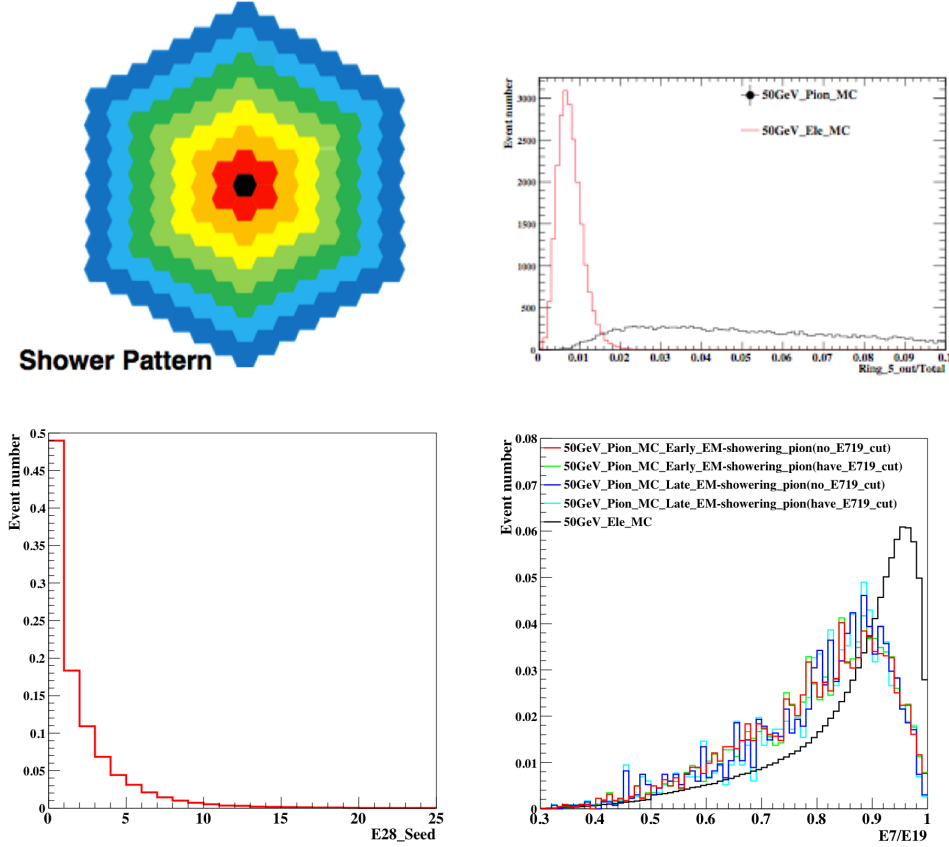 Shower Pattern
Event number
3000
2500
2000
1500
1000
500
0
50GeV_Pion_MC
50GeV_Ele_MC
0 0.01 0.02 0.03 0.04 0.05 0.06 0.07 0.08 0.09 0.1
Ring_5_out/Total
Event number
0.5
0.45
0.4
0.35
0.3
0.25
0.2
0.15
0.1
0.05
0
0 5 10 15 20 25
E28_Seed
Event number
0.08
0.07
0.06
0.05
0.04
0.03
0.02
0.01
0
50GeV_Pion_MC_Early_EM-showering_pion(no_E719_cut)
50GeV_Pion_MC_Early_EM-showering_pion(have_E719_cut)
50GeV_Pion_MC_Late_EM-showering_pion(no_E719_cut)
50GeV_Pion_MC_Late_EM-showering_pion(have_E719_cut)
50GeV_Ele_MC
0.3 0.4 0.5 0.6 0.7 0.8 0.9 1
E7/E19